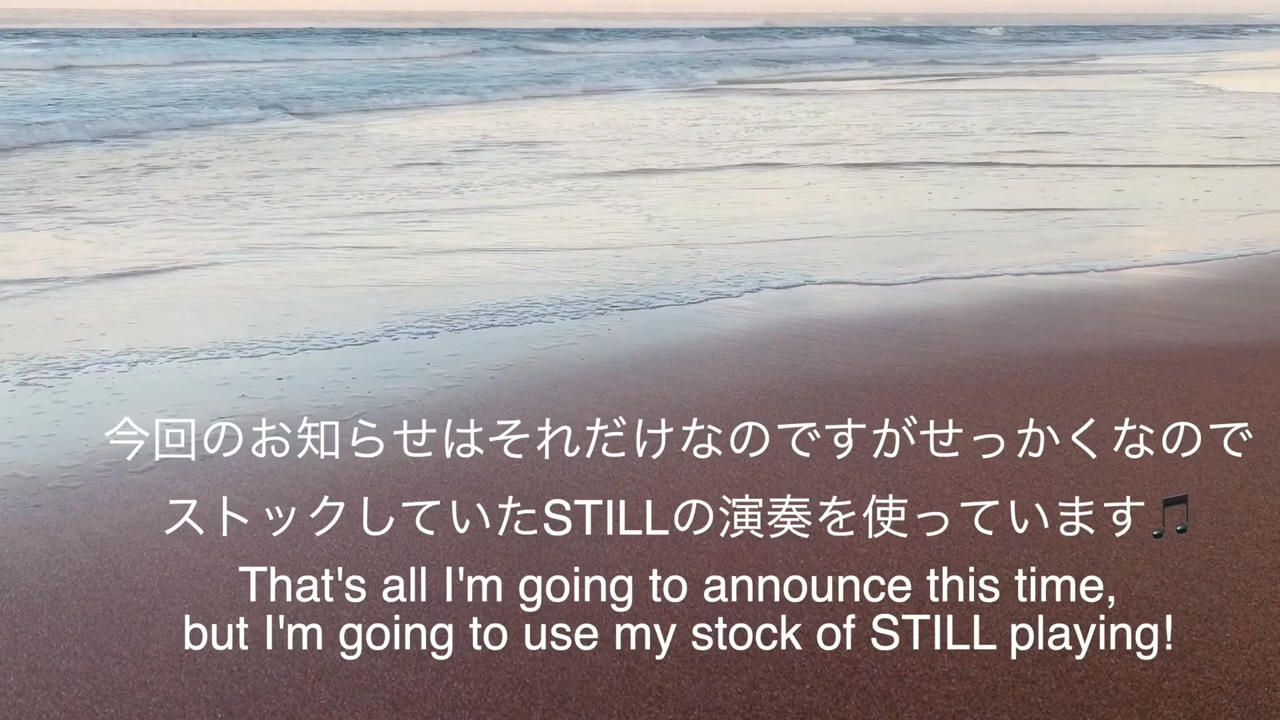 今回のお知らせはそれだけなのですがせっかくなので
ストックしていたSTILLの演奏を使っています🎵
That's all I'm going to announce this time,
but I'm going to use my stock of STILL playing!